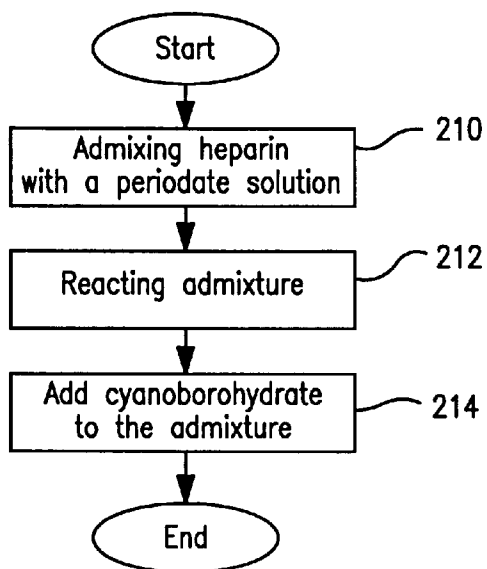 Start
Admixing heparin
with a periodate solution
210
Reacting admixture
212
Add cyanoborohydrate
to the admixture
214
End